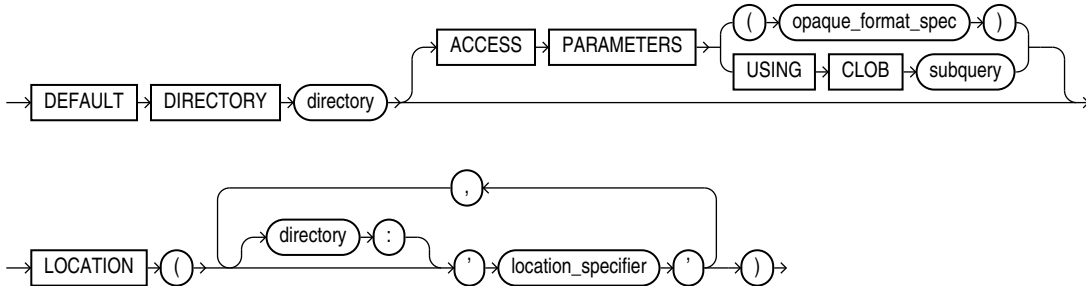 ACCESS PARAMETERS ( opaque_format_spec )
USING CLOB subquery
DEFAULT DIRECTORY directory
,
directory :
LOCATION ( ' location_specifier ' )